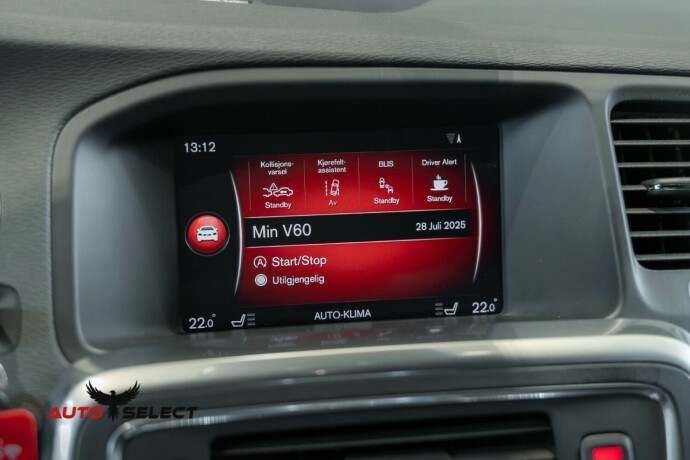 13:12
Kollisjons-
varsel
Standby
Kjørefelt-
assistent
Av
BLIS
Standby
Driver Alert
Standby
Min V60
28 Juli 2025
Start/Stop
Utilgjengelig
22.0°
AUTO-KLIMA
22.0°
AUTO SELECT